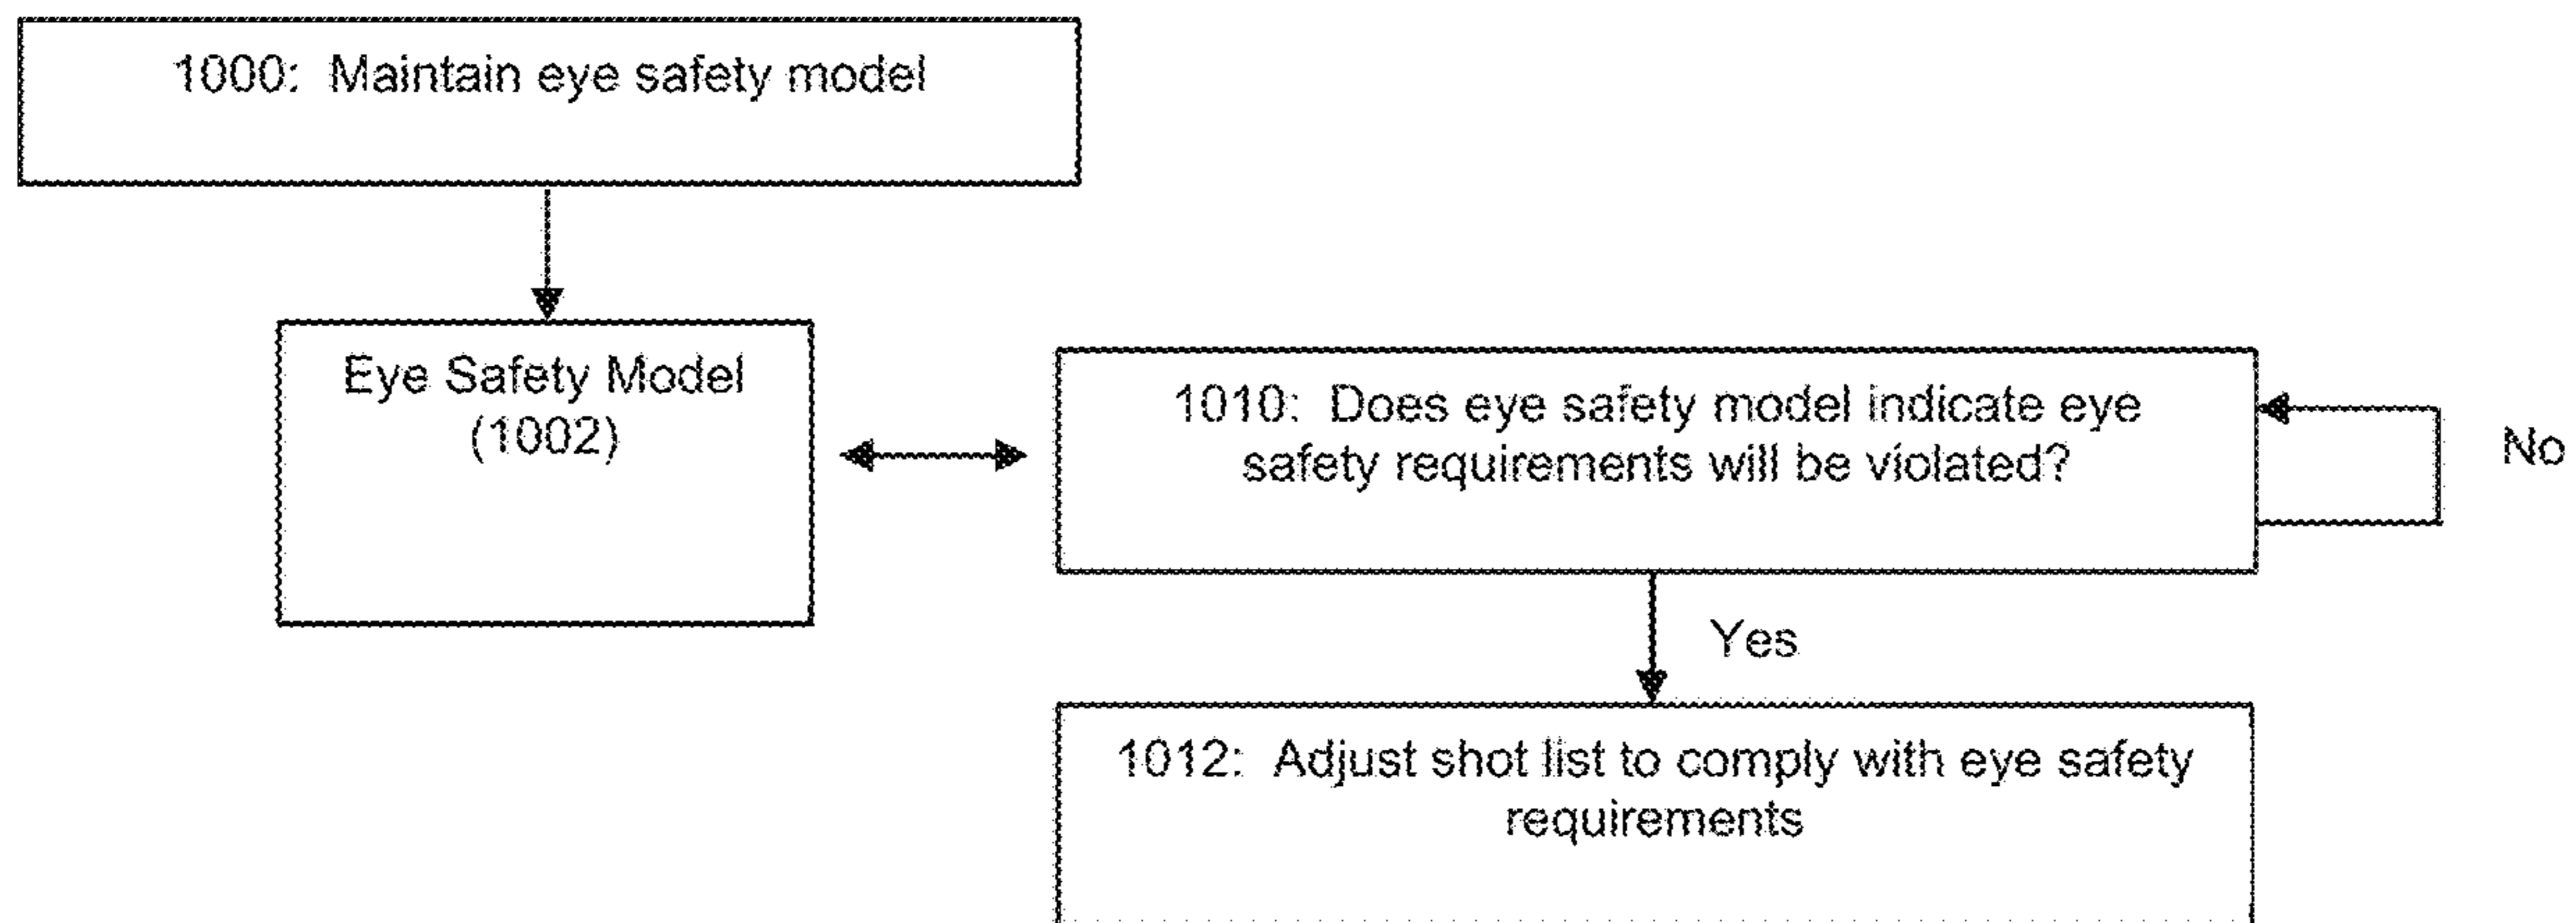 1000: Maintain eye safety model
Eye Safety Model
(1002)
1010: Does eye safety model indicate eye
safety requirements will be violated?
No
Yes
1012: Adjust shot list to comply with eye safety
requirements